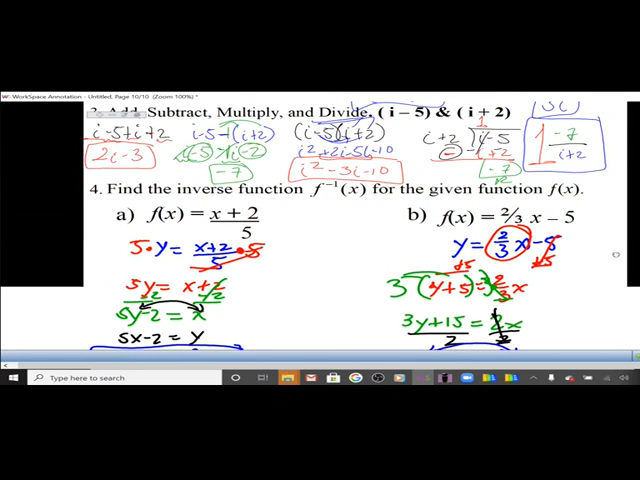 WorkSpace Annotation - Untitled, Page 10/10 (Zoom 100%) *
Subtract, Multiply, and Divide. ( i – 5) & ( i + 2)
i-5+i+2 i-5-(i+2) (i-5)(i+2) i+2 i-5 1
2i-3 i-5-i-2 i²+2i-5i-10 i+2
-7 i²-3i-10 -7 1 -7/i+2
4. Find the inverse function f⁻¹(x) for the given function f(x).
a) f(x) = x + 2 / 5 b) f(x) = ⅔ x – 5
5·y = x+2/5 ·5 y = 2/3 x -5
+5 +5
5y = x+2 3(y+5) = 3·2/3 x
-2 -2
5y-2 = x 3y+15 = 2x
2 2
5x-2 = y
Type here to search